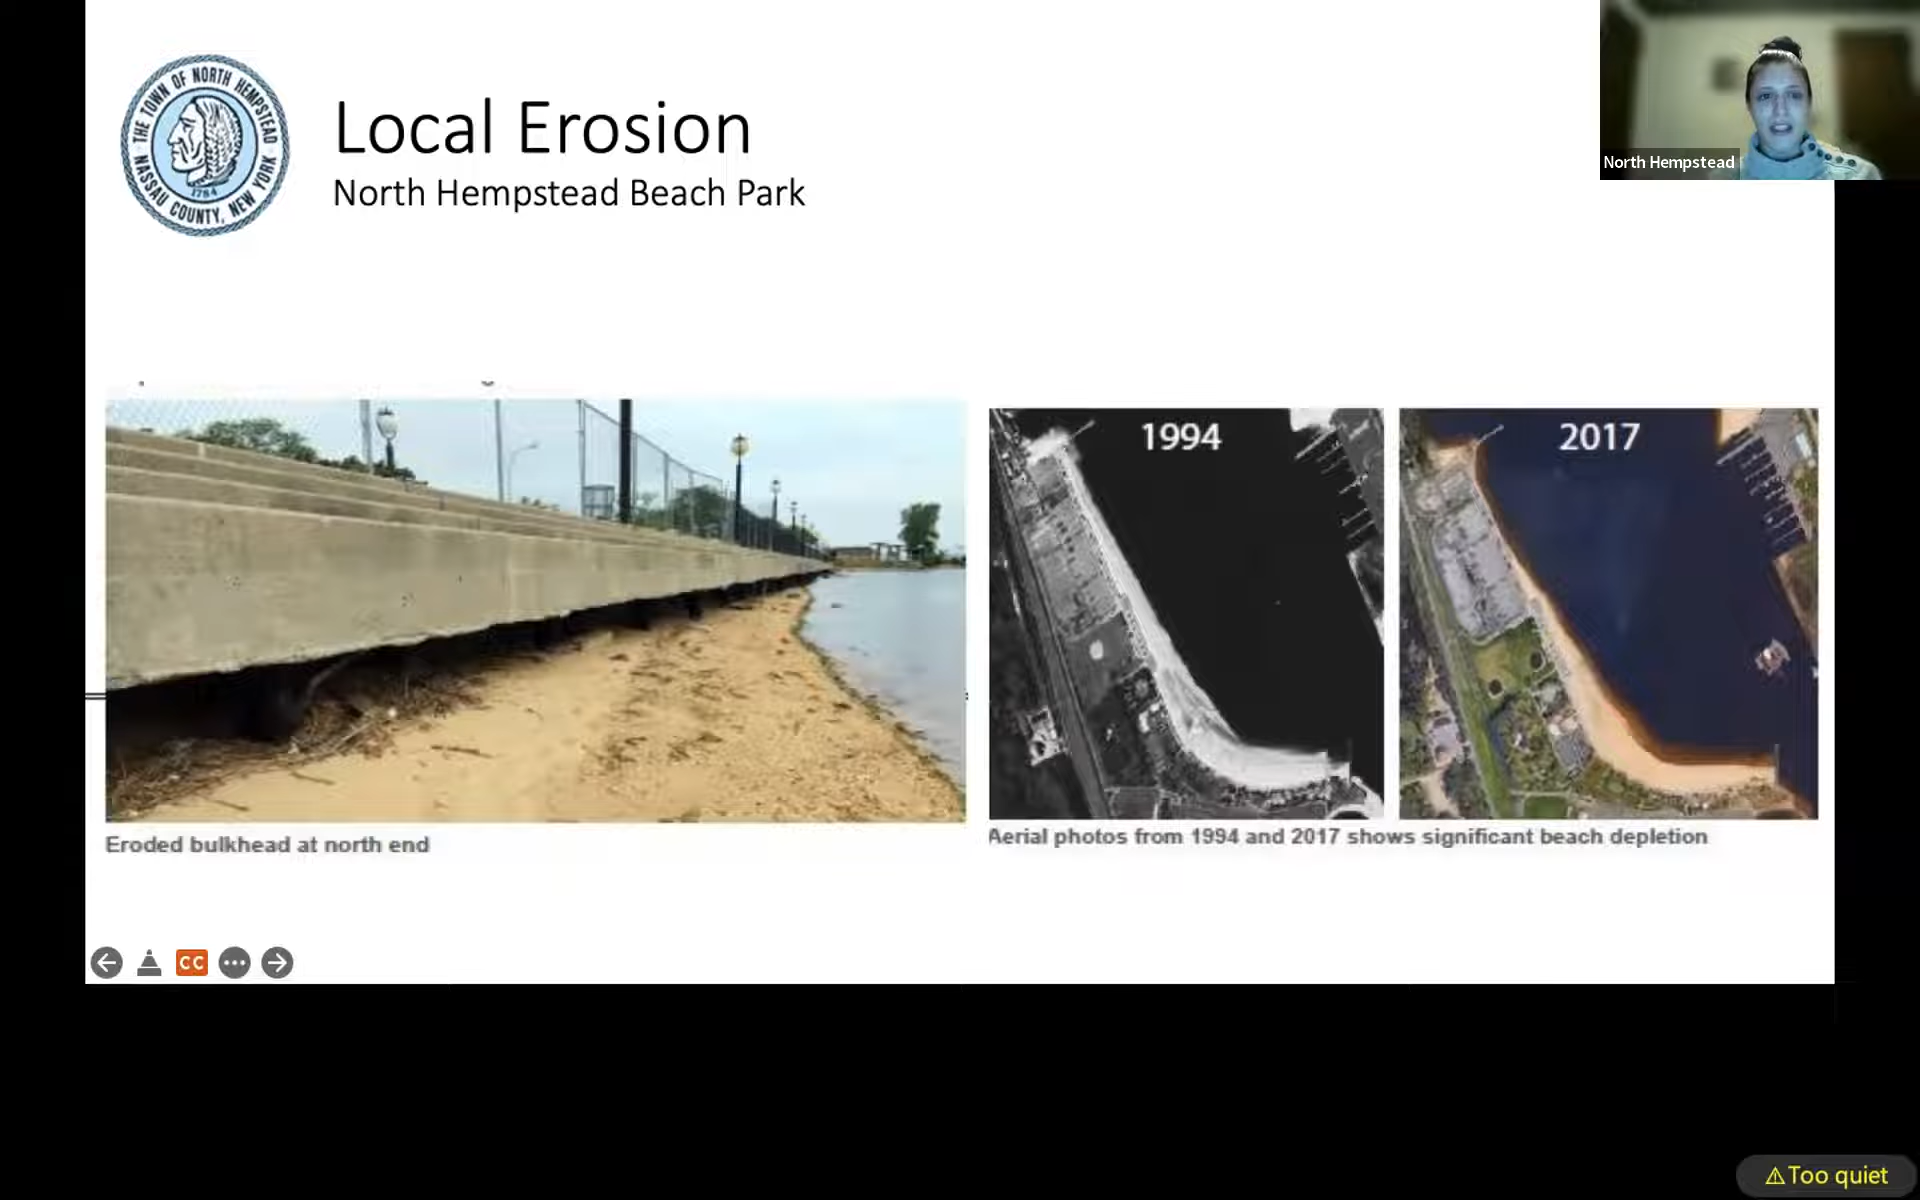 THE TOWN OF NORTH HEMPSTEAD
NASSAU COUNTY, NEW YORK
1784
Local Erosion
North Hempstead Beach Park
North Hempstead
1994
2017
Eroded bulkhead at north end
Aerial photos from 1994 and 2017 shows significant beach depletion
CC
⚠Too quiet